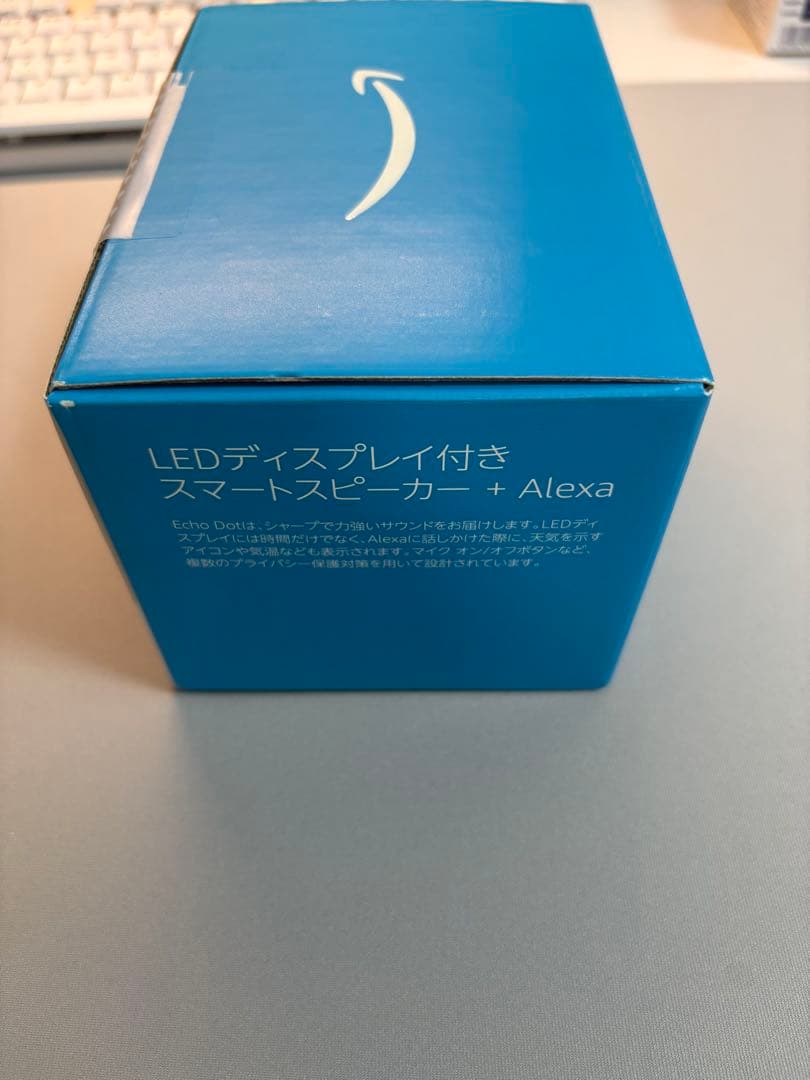 LEDディスプレイ付き
スマートスピーカー + Alexa
Echo Dotは、シャープで力強いサウンドをお届けします。LEDディ
スプレイには時間だけでなく、Alexaに話しかけた際に、天気を示す
アイコンや気温なども表示されます。マイク オン/オフボタンなど、
複数のプライバシー保護対策を用いて設計されています。